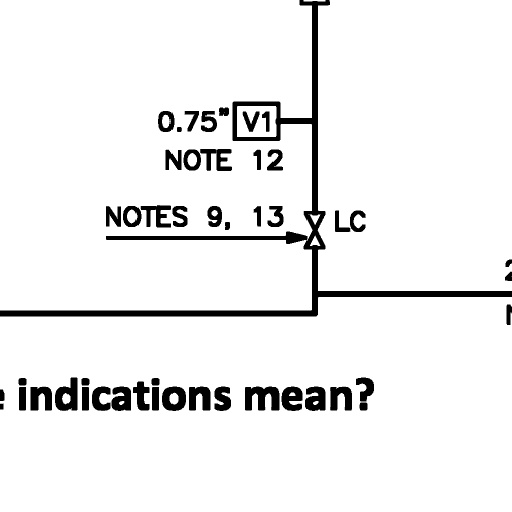 0.75" V1
NOTE 12
NOTES 9, 13
LC
indications mean?